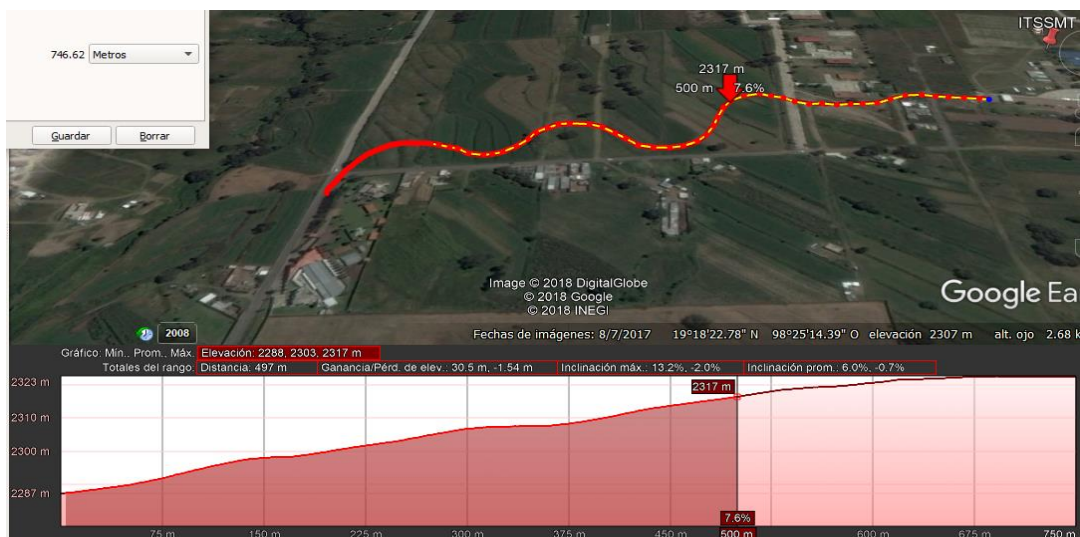 746.62 Metros
Guardar Borrar
ITSSMT
2317 m
500 m 7.6%
Image © 2018 DigitalGlobe
© 2018 Google
© 2018 INEGI
Google Ea
2008
Fechas de imágenes: 8/7/2017 19°18'22.78" N 98°25'14.39" O elevación 2307 m alt. ojo 2.68 k
Gráfico: Mín., Prom., Máx. Elevación: 2288, 2303, 2317 m
Totales del rango: Distancia: 497 m Ganancia/Pérd. de elev.: 30.5 m, -1.54 m Inclinación máx.: 13.2%, -2.0% Inclinación prom.: 6.0%, -0.7%
2323 m
2317 m
2310 m
2300 m
2287 m
7.6%
75 m 150 m 225 m 300 m 375 m 450 m 500 m 600 m 675 m 750 m